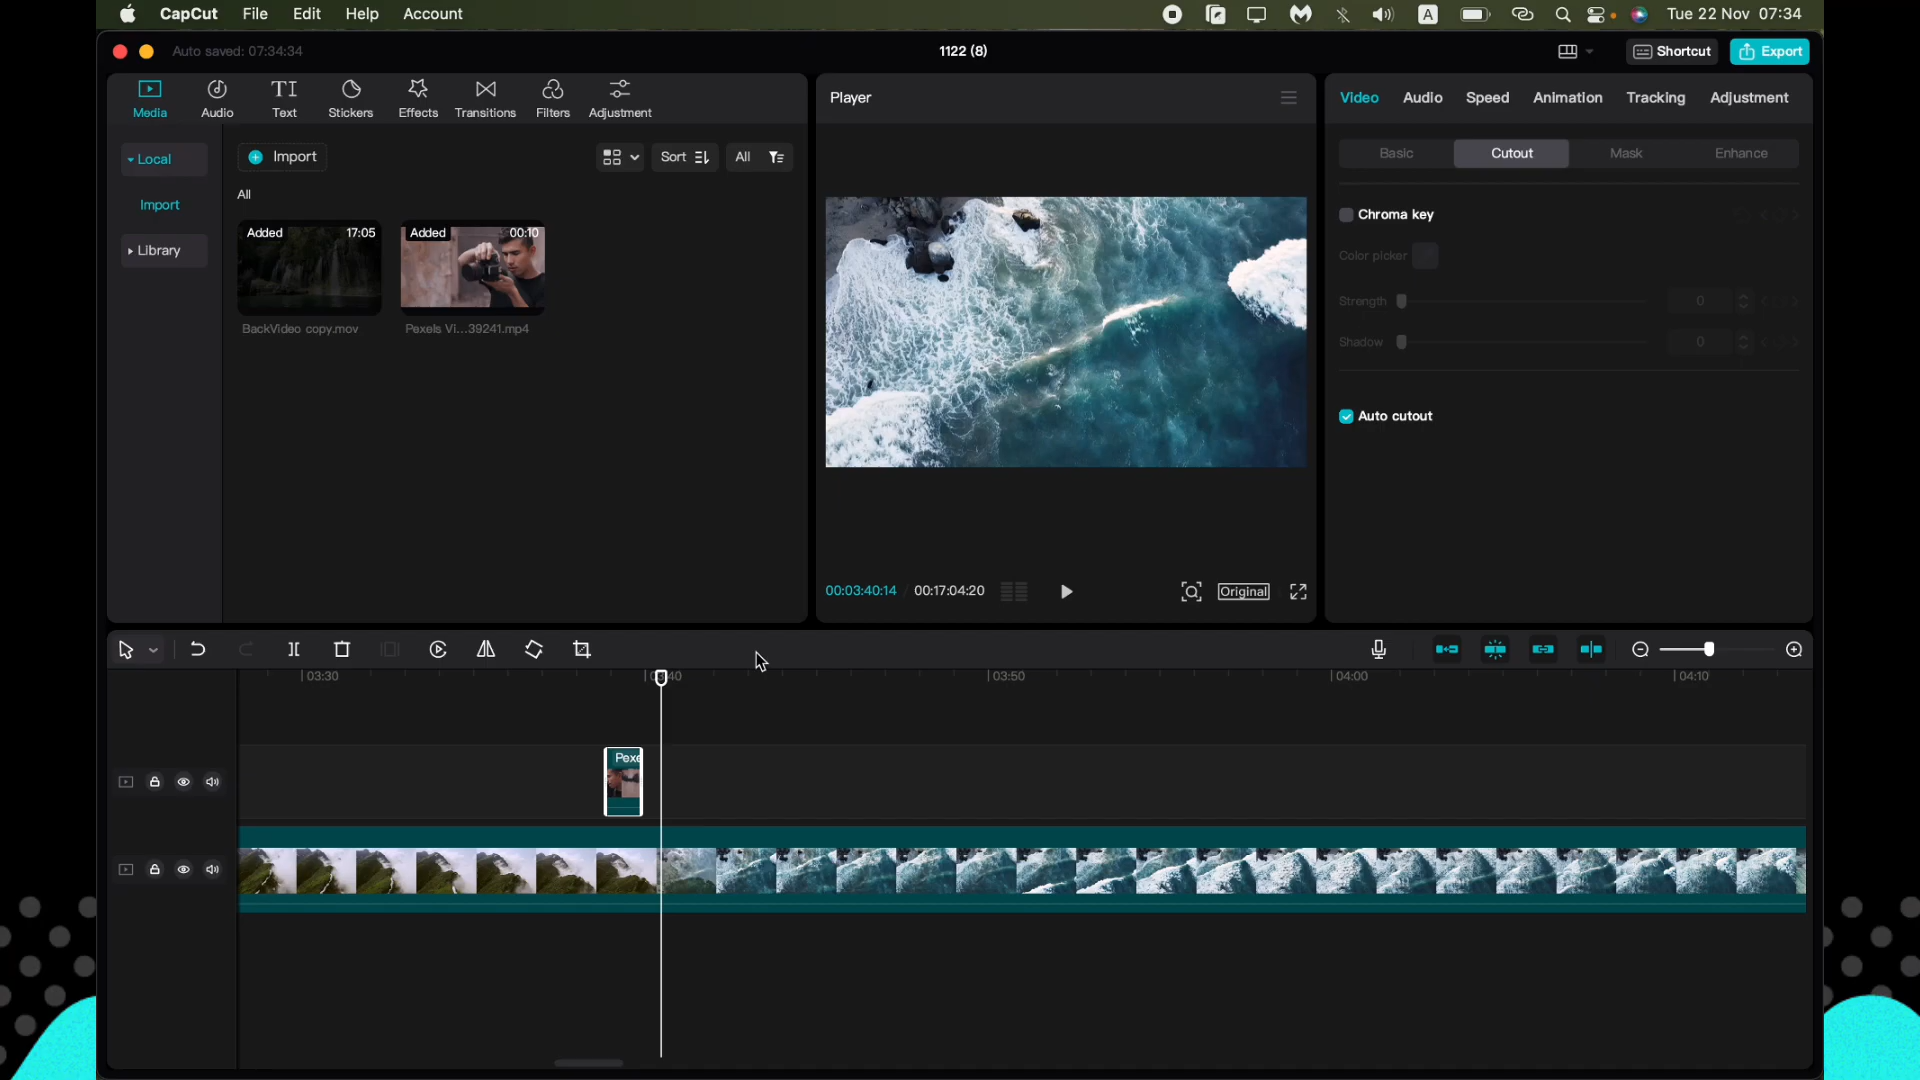 CapCut File Edit Help Account
A
Tue 22 Nov 07:34
Auto saved: 07:34:34
1122 (8)
Shortcut
Export
Media Audio Text Stickers Effects Transitions Filters Adjustment
Local
Import
Library
Import
Sort
All
All
Added 17:05
BackVideo copy.mov
Added 00:10
Pexels Vi...39241.mp4
Player
00:03:40:14 / 00:17:04:20
Original
Video Audio Speed Animation Tracking Adjustment
Basic Cutout Mask Enhance
Chroma key
Color picker
Strength 0
Shadow 0
Auto cutout
03:30 03:40 03:50 04:00 04:10
Pexe